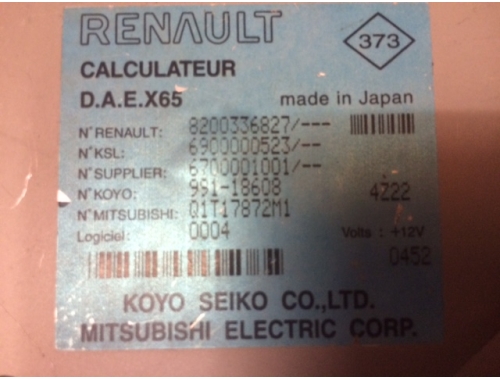 RENAULT 373
CALCULATEUR
D.A.E.X65 made in Japan
N°RENAULT: 8200336827/---
N°KSL: 6900000523/--
N°SUPPLIER: 6700001001/--
N°KOYO: 991-18608 4Z22
N°MITSUBISHI: Q1T17872M1
Logiciel: 0004 Volts : +12V
0452
KOYO SEIKO CO.,LTD.
MITSUBISHI ELECTRIC CORP.